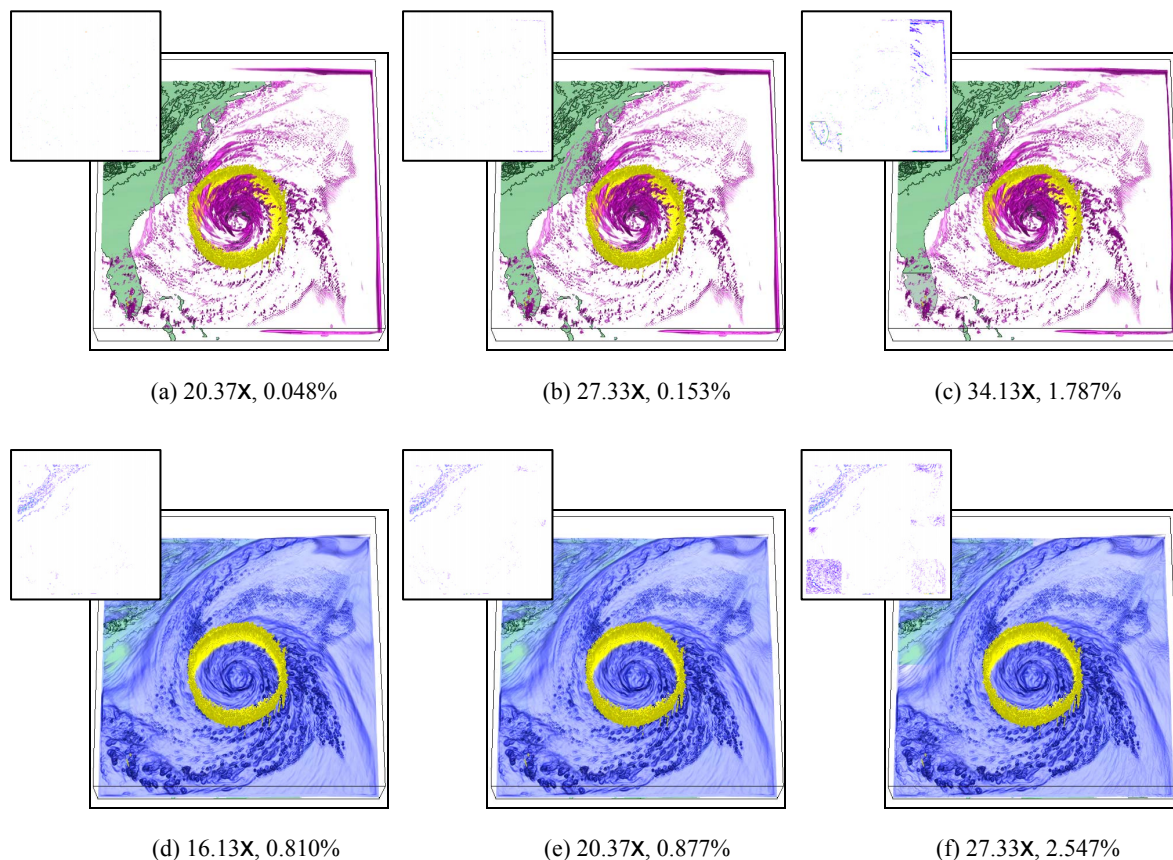 (a) 20.37X, 0.048%
(b) 27.33X, 0.153%
(c) 34.13X, 1.787%
(d) 16.13X, 0.810%
(e) 20.37X, 0.877%
(f) 27.33X, 2.547%